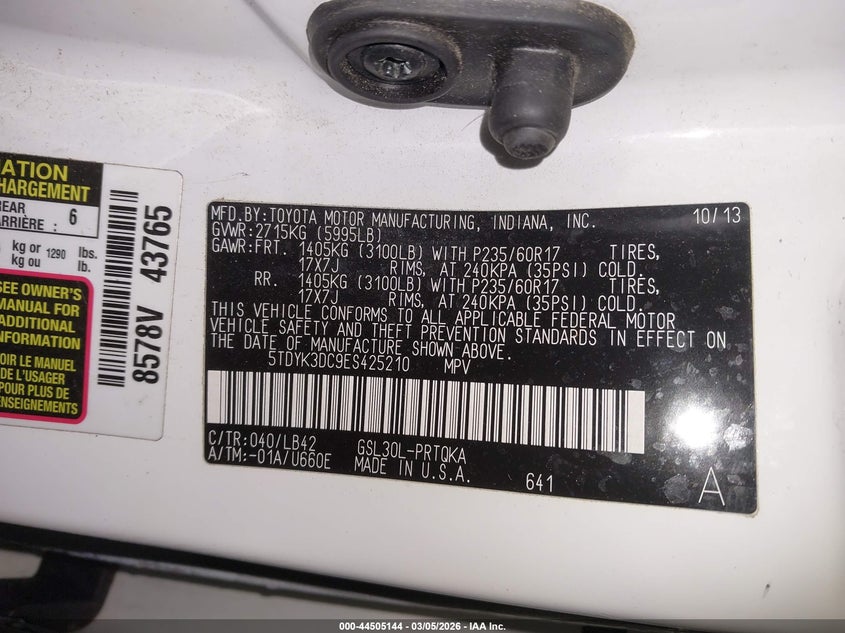 ATION
HARGEMENT
REAR
ARRIÈRE : 6
kg or 1290 lbs.
kg ou lb.
SEE OWNER'S
MANUAL FOR
ADDITIONAL
INFORMATION
OIR LE MANUEL
DE L'USAGER
POUR PLUS DE
ENSEIGNEMENTS
8578V 43765
MFD.BY:TOYOTA MOTOR MANUFACTURING, INDIANA, INC. 10/13
GVWR:2715KG (5995LB)
GAWR:FRT. 1405KG (3100LB) WITH P235/60R17 TIRES,
17X7J RIMS, AT 240KPA (35PSI) COLD.
RR. 1405KG (3100LB) WITH P235/60R17 TIRES,
17X7J RIMS, AT 240KPA (35PSI) COLD.
THIS VEHICLE CONFORMS TO ALL APPLICABLE FEDERAL MOTOR
VEHICLE SAFETY AND THEFT PREVENTION STANDARDS IN EFFECT ON
THE DATE OF MANUFACTURE SHOWN ABOVE.
5TDYK3DC9ES425210 MPV
C/TR:040/LB42 GSL30L-PRTQKA
A/TM:-01A/U660E MADE IN U.S.A.
641
A
000-44505144 - 03/05/2026 - IAA Inc.